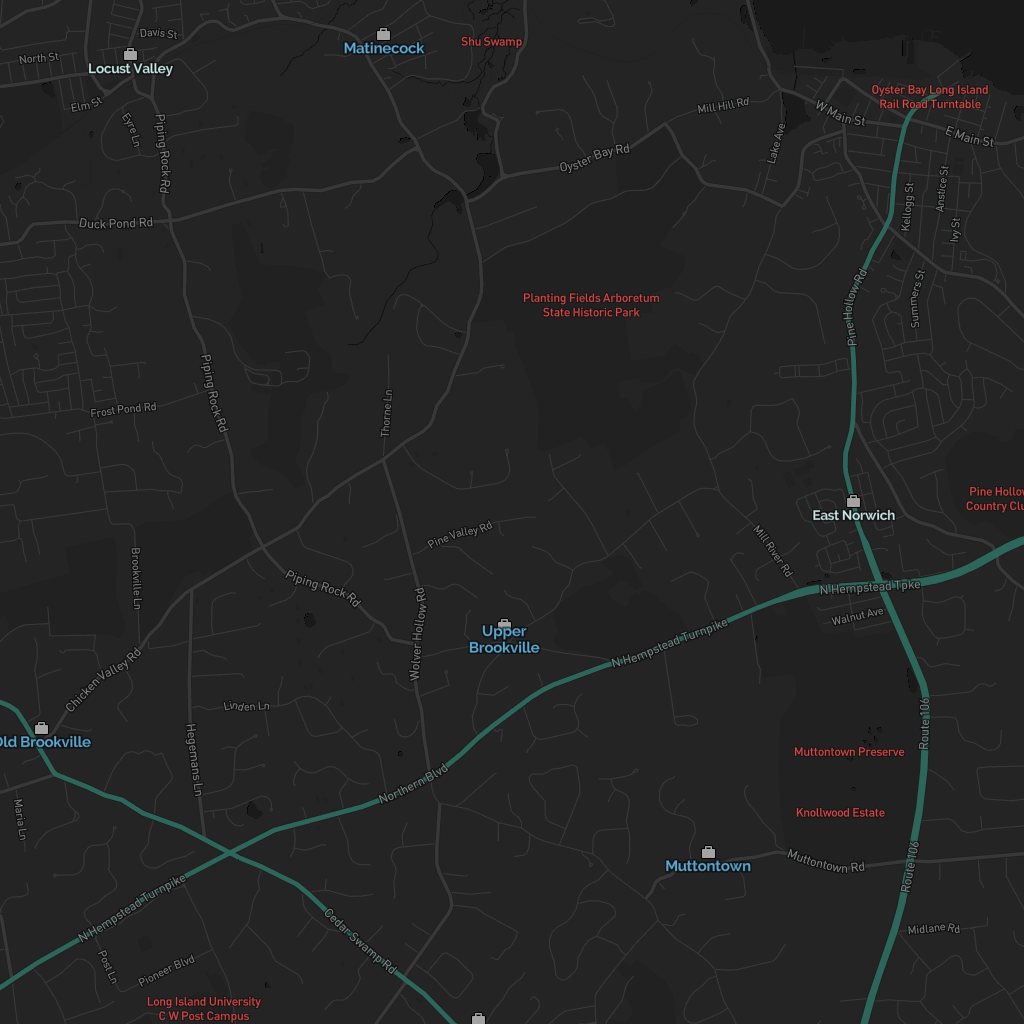 Davis St
North St
Locust Valley
Matinecock
Shu Swamp
Elm St
Eyre Ln
Piping Rock Rd
Oyster Bay Long Island
Rail Road Turntable
W Main St
E Main St
Mill Hill Rd
Lake Ave
Oyster Bay Rd
Duck Pond Rd
Kellogg St
Anstice St
Ivy St
Summers St
Pine Hollow Rd
Planting Fields Arboretum
State Historic Park
Piping Rock Rd
Frost Pond Rd
Thorne Ln
Pine Hollow
Country Clu
East Norwich
Pine Valley Rd
Mill River Rd
Brookville Ln
Piping Rock Rd
Wolver Hollow Rd
N Hempstead Tpke
Walnut Ave
Upper
Brookville
N Hempstead Turnpike
Chicken Valley Rd
Linden Ln
Old Brookville
Hegemans Ln
Route 106
Muttontown Preserve
Northern Blvd
Maria Ln
Knollwood Estate
Muttontown
Muttontown Rd
Route 106
N Hempstead Turnpike
Cedar Swamp Rd
Midlane Rd
Post Ln
Pioneer Blvd
Long Island University
C W Post Campus